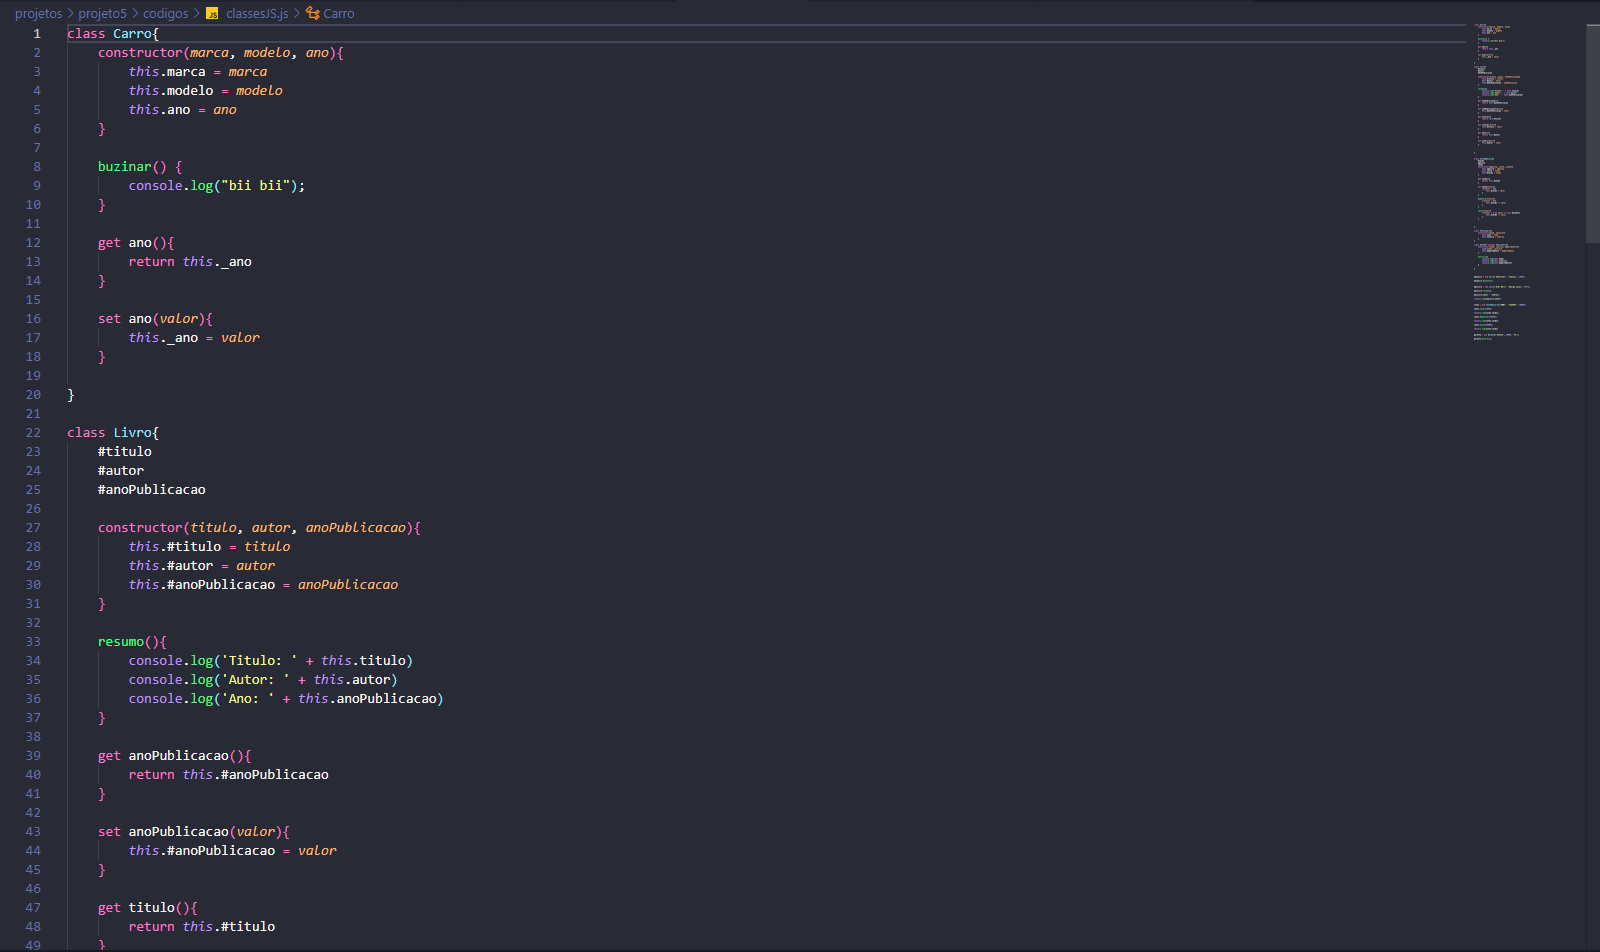 projetos > projeto5 > codigos > JS classesJS.js > Carro
1 class Carro{
2     constructor(marca, modelo, ano){
3         this.marca = marca
4         this.modelo = modelo
5         this.ano = ano
6     }
7
8     buzinar() {
9         console.log("bii bii");
10     }
11
12     get ano(){
13         return this._ano
14     }
15
16     set ano(valor){
17         this._ano = valor
18     }
19
20 }
21
22 class Livro{
23     #titulo
24     #autor
25     #anoPublicacao
26
27     constructor(titulo, autor, anoPublicacao){
28         this.#titulo = titulo
29         this.#autor = autor
30         this.#anoPublicacao = anoPublicacao
31     }
32
33     resumo(){
34         console.log('Titulo: ' + this.titulo)
35         console.log('Autor: ' + this.autor)
36         console.log('Ano: ' + this.anoPublicacao)
37     }
38
39     get anoPublicacao(){
40         return this.#anoPublicacao
41     }
42
43     set anoPublicacao(valor){
44         this.#anoPublicacao = valor
45     }
46
47     get titulo(){
48         return this.#titulo
49     }